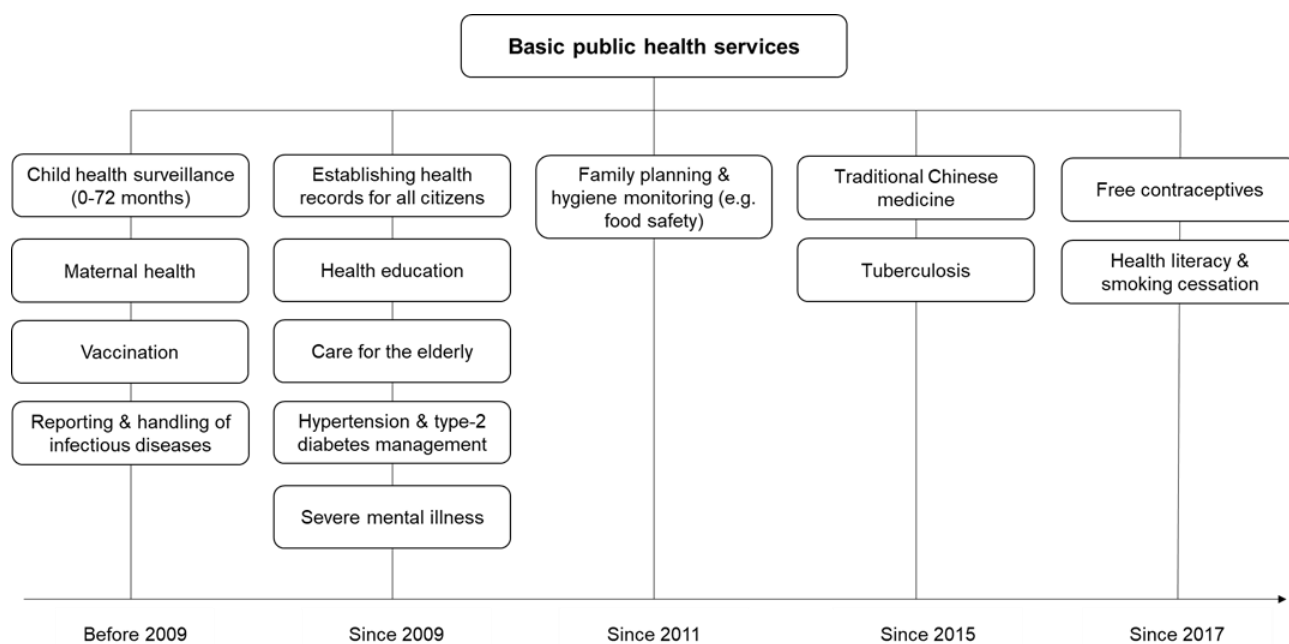 Basic public health services
Child health surveillance
(0-72 months)
Maternal health
Vaccination
Reporting & handling of
infectious diseases
Establishing health
records for all citizens
Health education
Care for the elderly
Hypertension & type-2
diabetes management
Severe mental illness
Family planning &
hygiene monitoring (e.g.
food safety)
Traditional Chinese
medicine
Tuberculosis
Free contraceptives
Health literacy &
smoking cessation
Before 2009
Since 2009
Since 2011
Since 2015
Since 2017